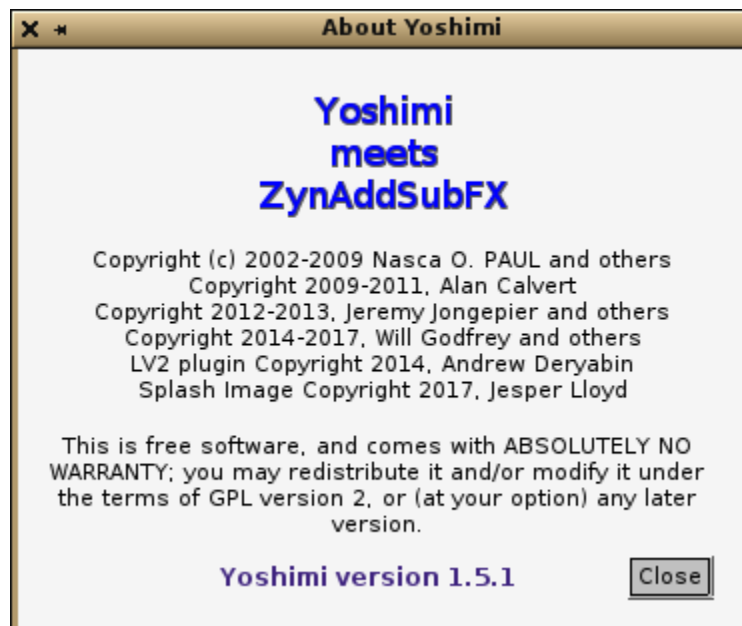 About Yoshimi
Yoshimi
meets
ZynAddSubFX
Copyright (c) 2002-2009 Nasca O. PAUL and others
Copyright 2009-2011, Alan Calvert
Copyright 2012-2013, Jeremy Jongepier and others
Copyright 2014-2017, Will Godfrey and others
LV2 plugin Copyright 2014, Andrew Deryabin
Splash Image Copyright 2017, Jesper Lloyd
This is free software, and comes with ABSOLUTELY NO
WARRANTY; you may redistribute it and/or modify it under
the terms of GPL version 2, or (at your option) any later
version.
Yoshimi version 1.5.1
Close